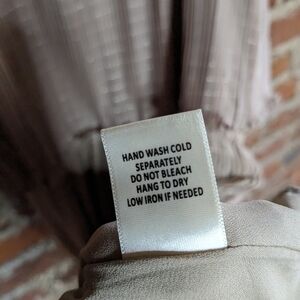 HAND WASH COLD
SEPARATELY
DO NOT BLEACH
HANG TO DRY
LOW IRON IF NEEDED